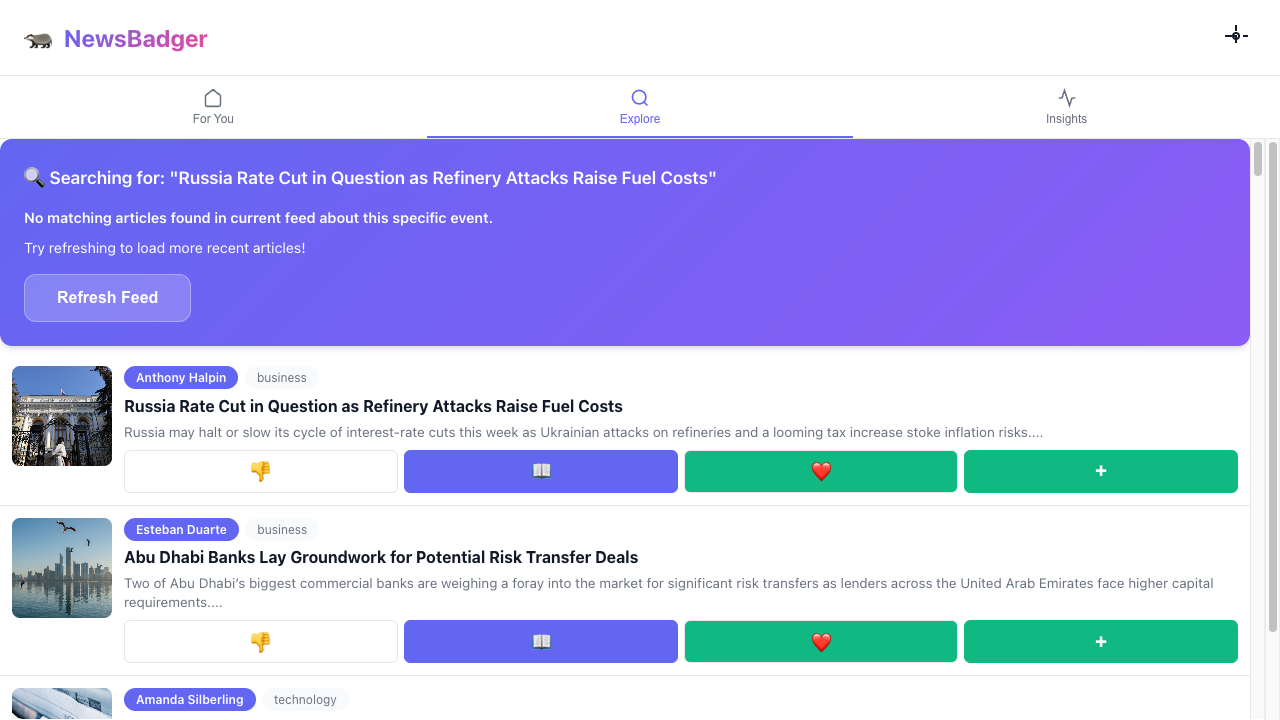 NewsBadger
For You
Explore
Insights
Searching for: "Russia Rate Cut in Question as Refinery Attacks Raise Fuel Costs"
No matching articles found in current feed about this specific event.
Try refreshing to load more recent articles!
Refresh Feed
Anthony Halpin
business
Russia Rate Cut in Question as Refinery Attacks Raise Fuel Costs
Russia may halt or slow its cycle of interest-rate cuts this week as Ukrainian attacks on refineries and a looming tax increase stoke inflation risks....
+
Esteban Duarte
business
Abu Dhabi Banks Lay Groundwork for Potential Risk Transfer Deals
Two of Abu Dhabi's biggest commercial banks are weighing a foray into the market for significant risk transfers as lenders across the United Arab Emirates face higher capital
requirements....
+
Amanda Silberling
technology